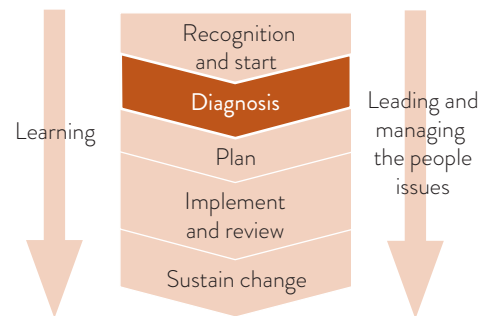 Recognition
and start
Diagnosis
Learning
Leading and
managing
the people
issues
Plan
Implement
and review
Sustain change